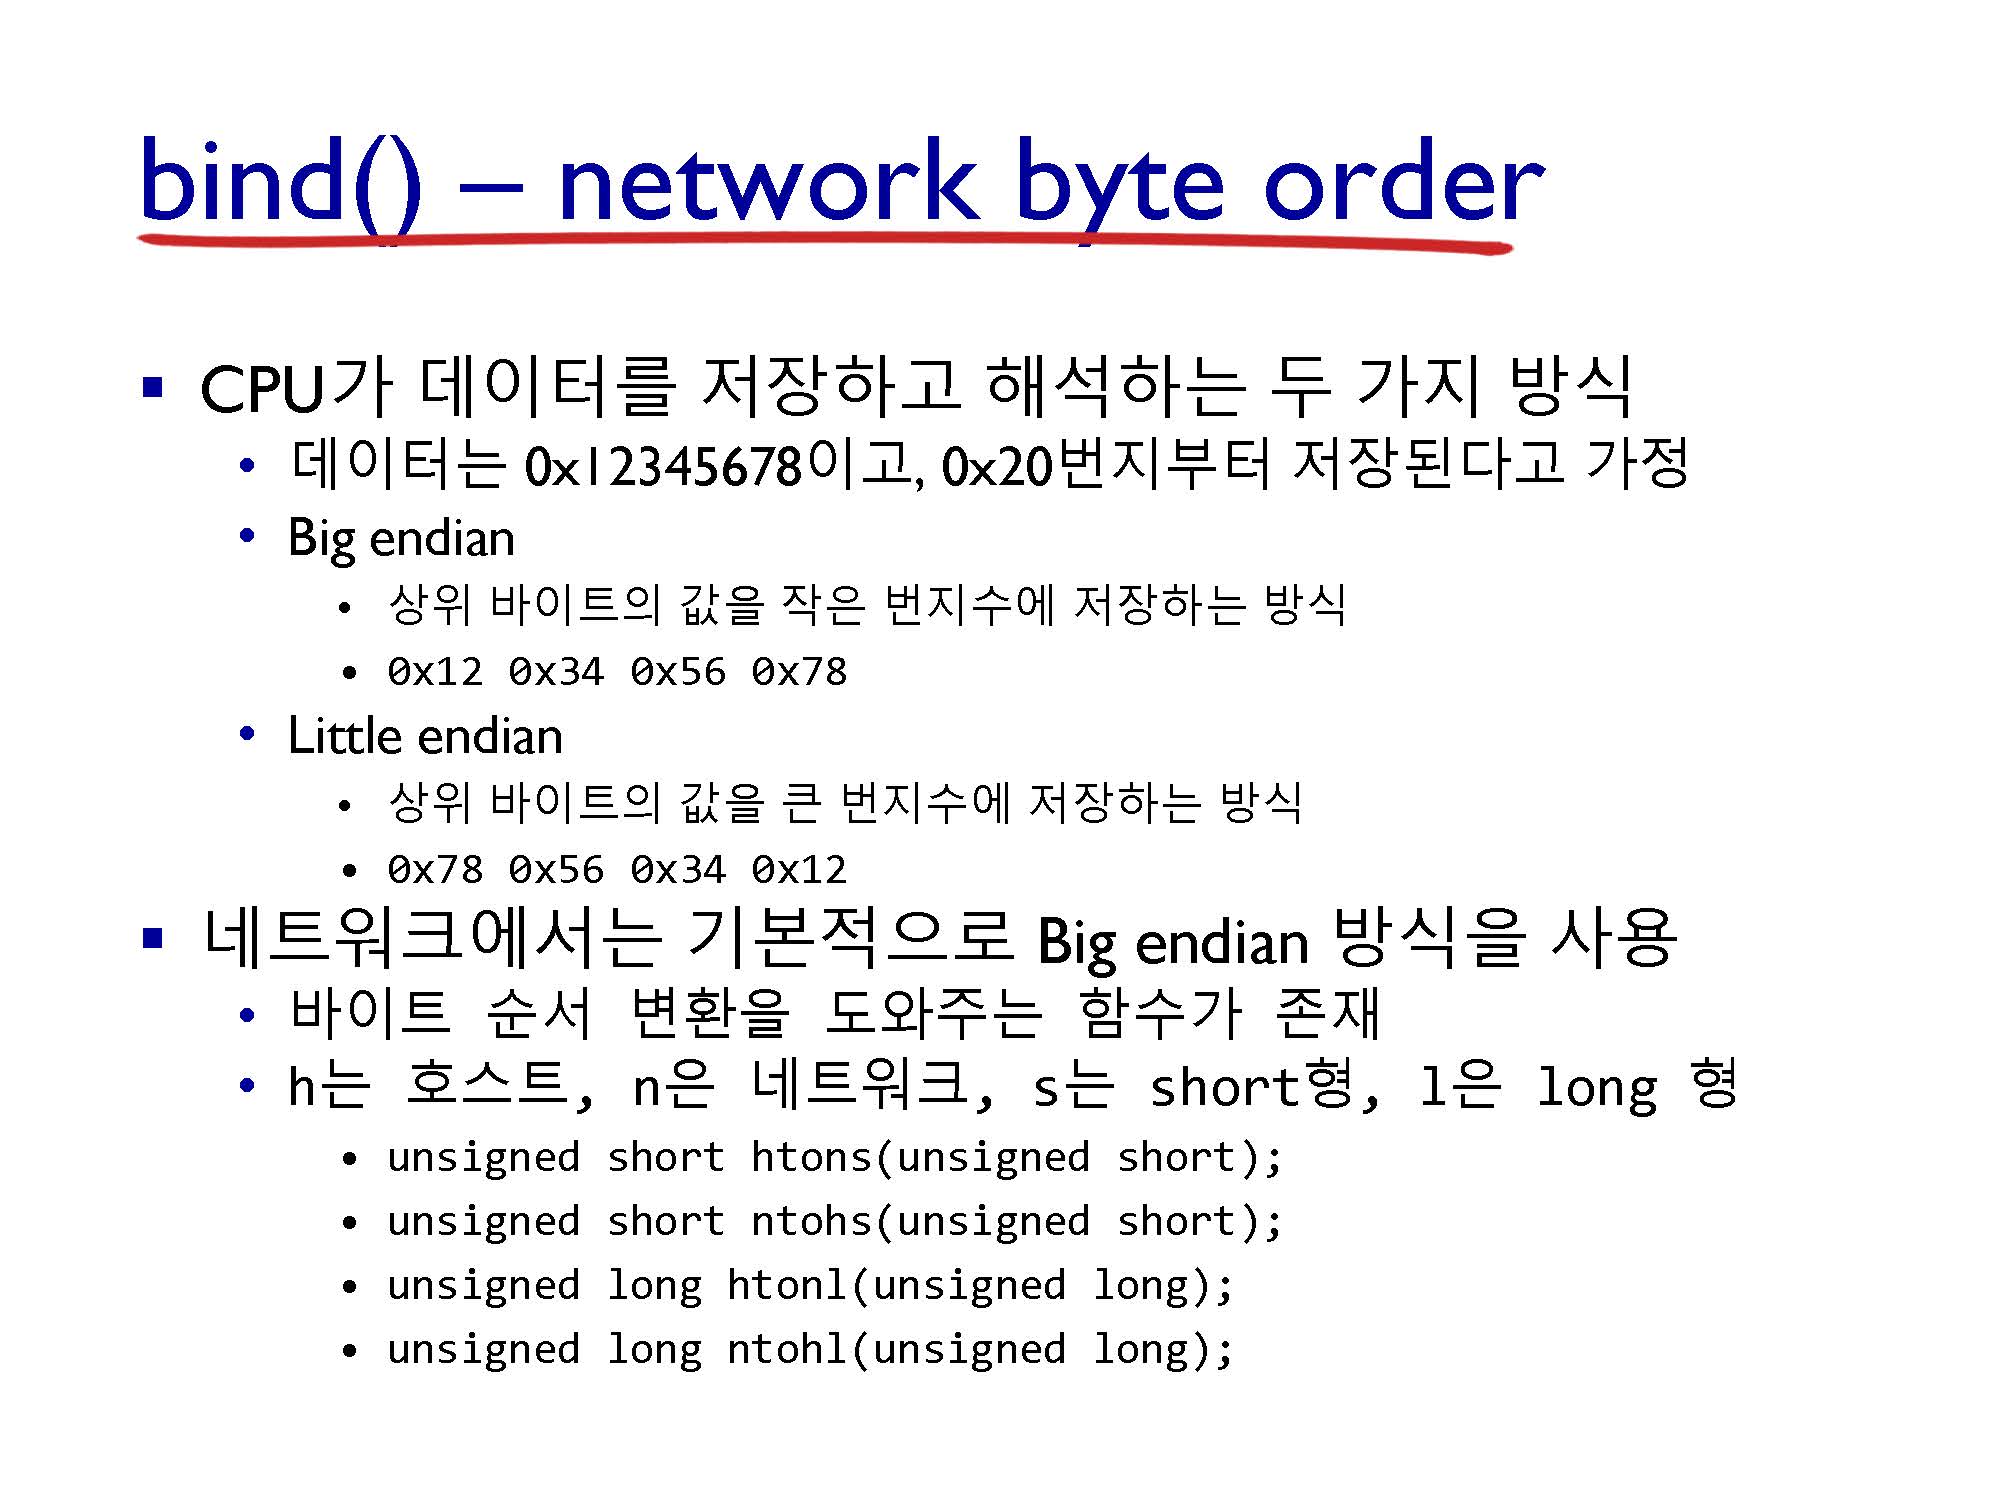 bind() – network byte order
▪ CPU가 데이터를 저장하고 해석하는 두 가지 방식
• 데이터는 0x12345678이고, 0x20번지부터 저장된다고 가정
• Big endian
• 상위 바이트의 값을 작은 번지수에 저장하는 방식
• 0x12 0x34 0x56 0x78
• Little endian
• 상위 바이트의 값을 큰 번지수에 저장하는 방식
• 0x78 0x56 0x34 0x12
▪ 네트워크에서는 기본적으로 Big endian 방식을 사용
• 바이트 순서 변환을 도와주는 함수가 존재
• h는 호스트, n은 네트워크, s는 short형, l은 long 형
• unsigned short htons(unsigned short);
• unsigned short ntohs(unsigned short);
• unsigned long htonl(unsigned long);
• unsigned long ntohl(unsigned long);